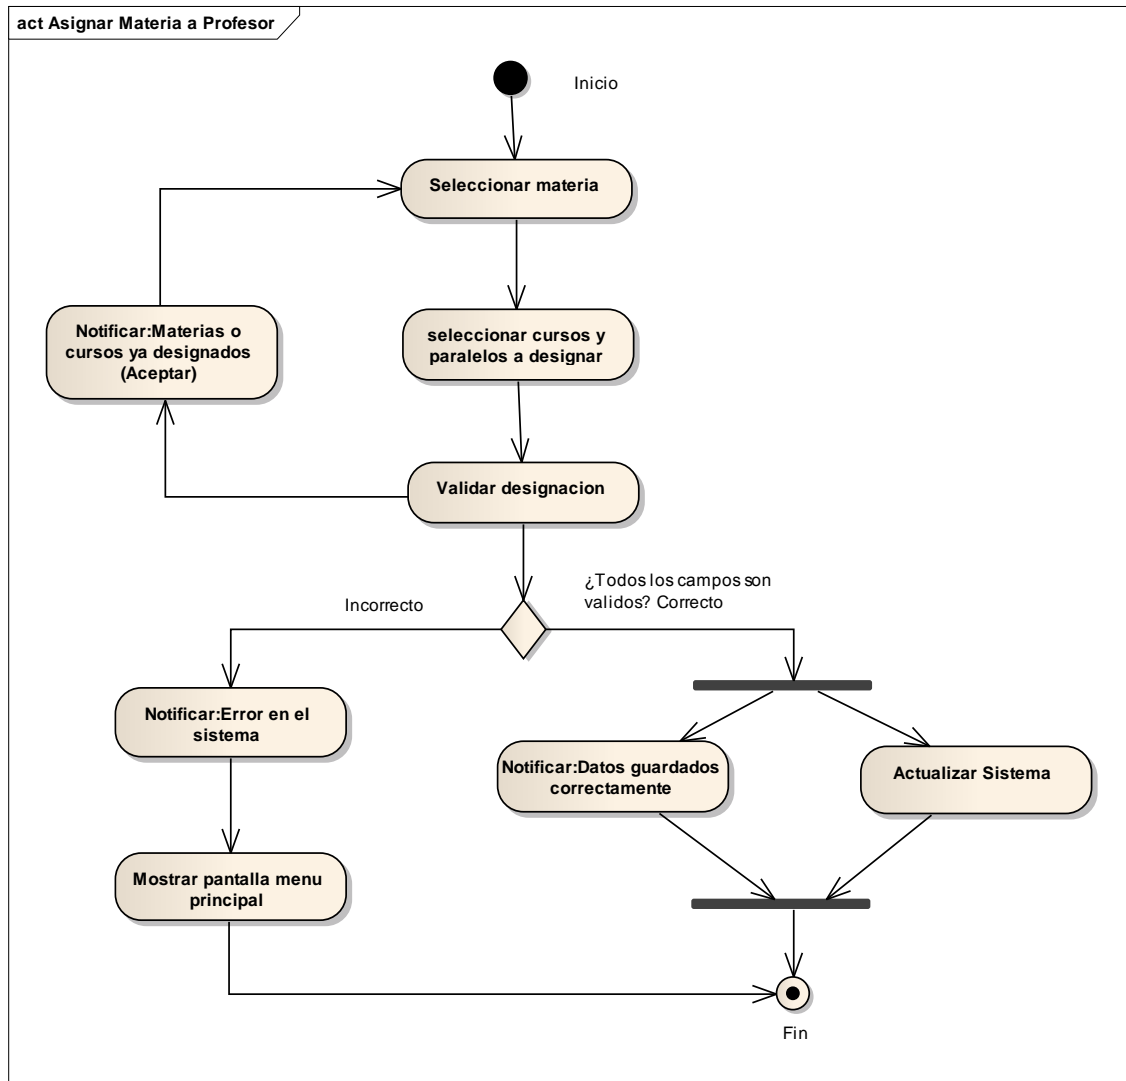 act Asignar Materia a Profesor
Inicio
Seleccionar materia
Notificar:Materias o
cursos ya designados
(Aceptar)
seleccionar cursos y
paralelos a designar
Validar designacion
¿Todos los campos son
validos? Correcto
Incorrecto
Notificar:Error en el
sistema
Notificar:Datos guardados
correctamente
Actualizar Sistema
Mostrar pantalla menu
principal
Fin